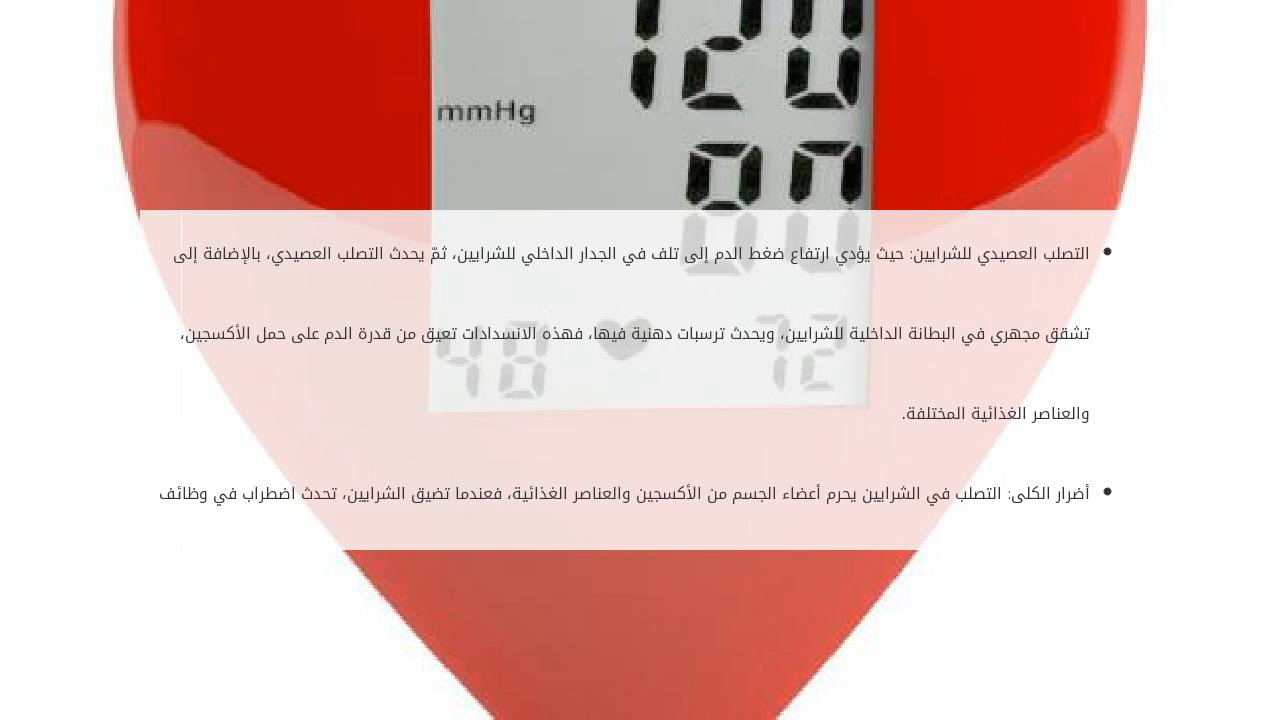 120
mmHg
80
• التصلب العصيدي للشرايين: حيث يؤدي ارتفاع ضغط الدم إلى تلف في الجدار الداخلي للشرايين، ثمّ يحدث التصلب العصيدي، بالإضافة إلى
تشقق مجهري في البطانة الداخلية للشرايين، ويحدث ترسبات دهنية فيها، فهذه الانسدادات تعيق من قدرة الدم على حمل الأكسجين،
48 72
والعناصر الغذائية المختلفة.
• أضرار الكلى: التصلب في الشرايين يحرم أعضاء الجسم من الأكسجين والعناصر الغذائية، فعندما تضيق الشرايين، تحدث اضطراب في وظائف